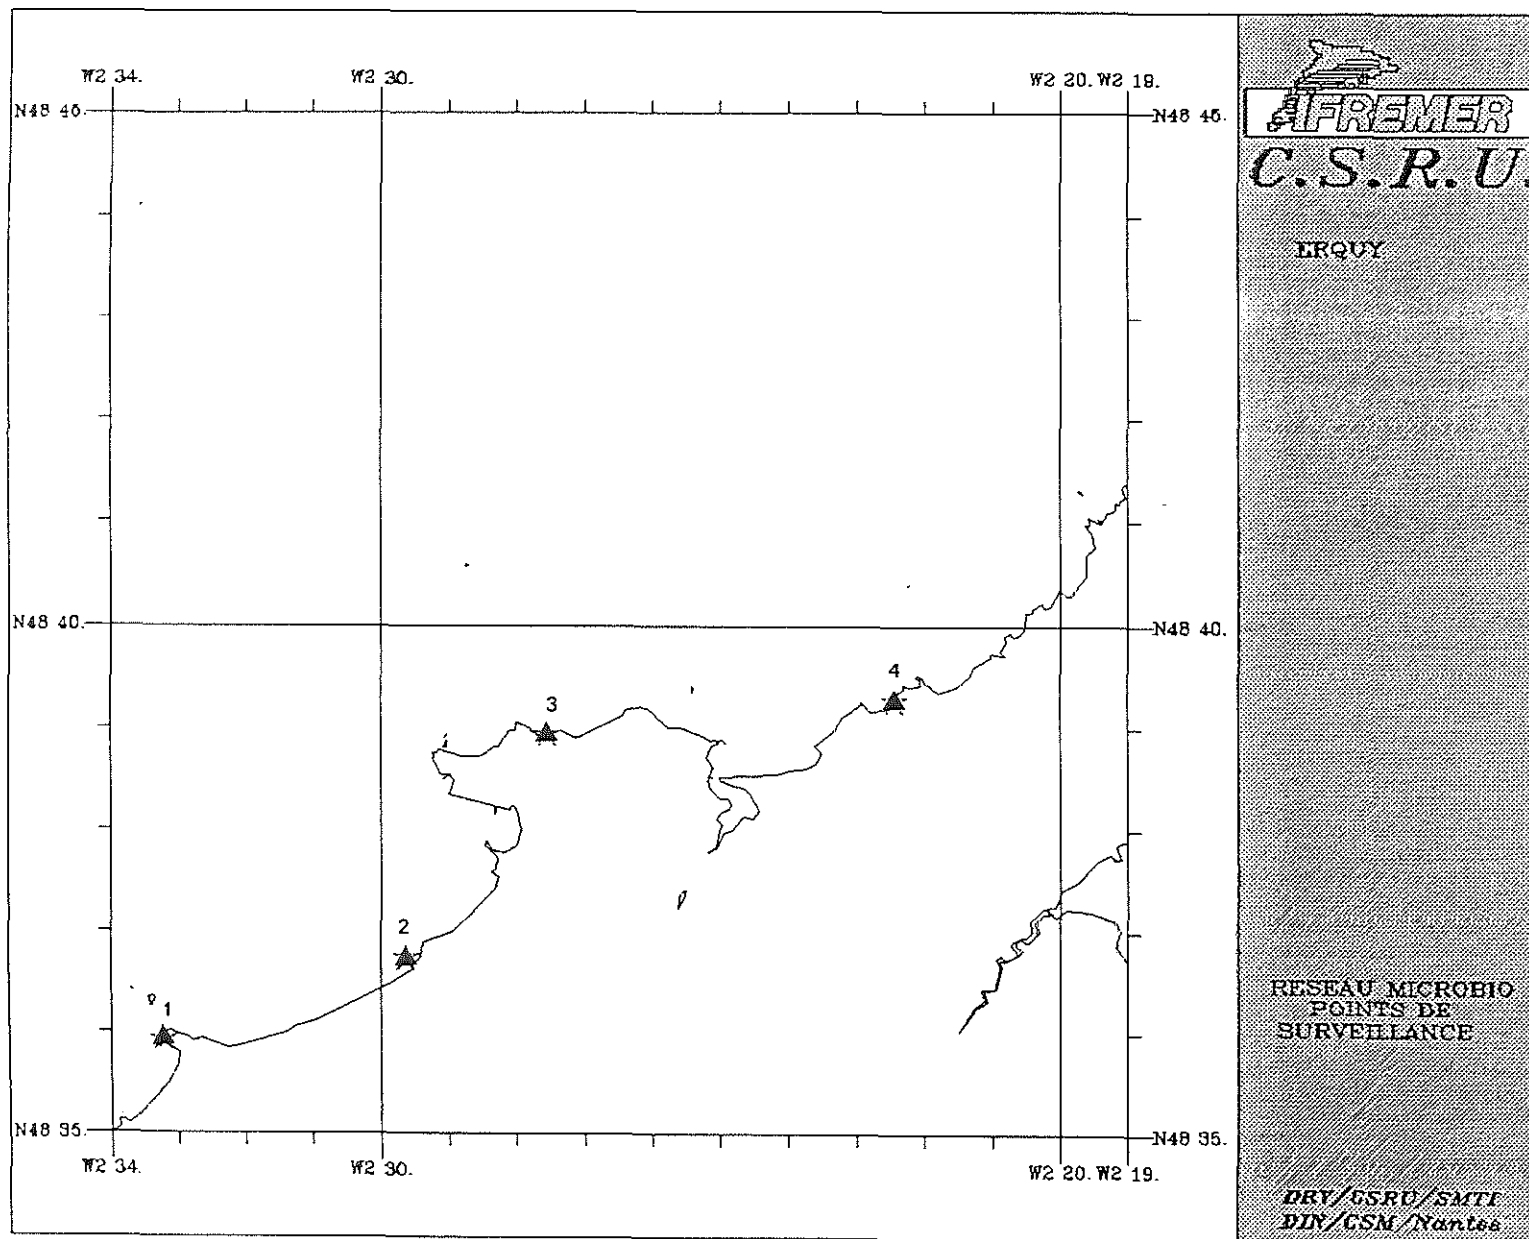 W2 34.
W2 30.
W2 20. W2 19.
N48 45.
N48 45.
IFREMER
C.S.R.U.
ERQUY
N48 40.
N48 40.
4
3
2
1
RESEAU MICROBIO
POINTS DE
SURVEILLANCE
N48 35.
N48 35.
W2 34.
W2 30.
W2 20. W2 19.
DRV/CSRU/SMTI
DIN/CSM/Nantes